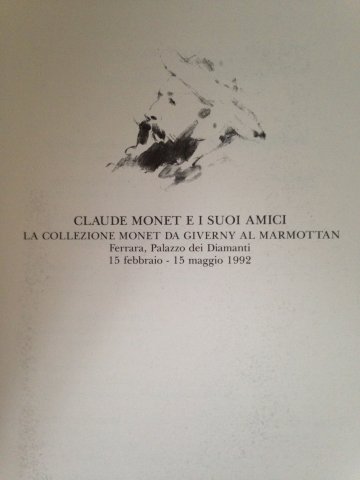 CLAUDE MONET E I SUOI AMICI
LA COLLEZIONE MONET DA GIVERNY AL MARMOTTAN
Ferrara, Palazzo dei Diamanti
15 febbraio - 15 maggio 1992